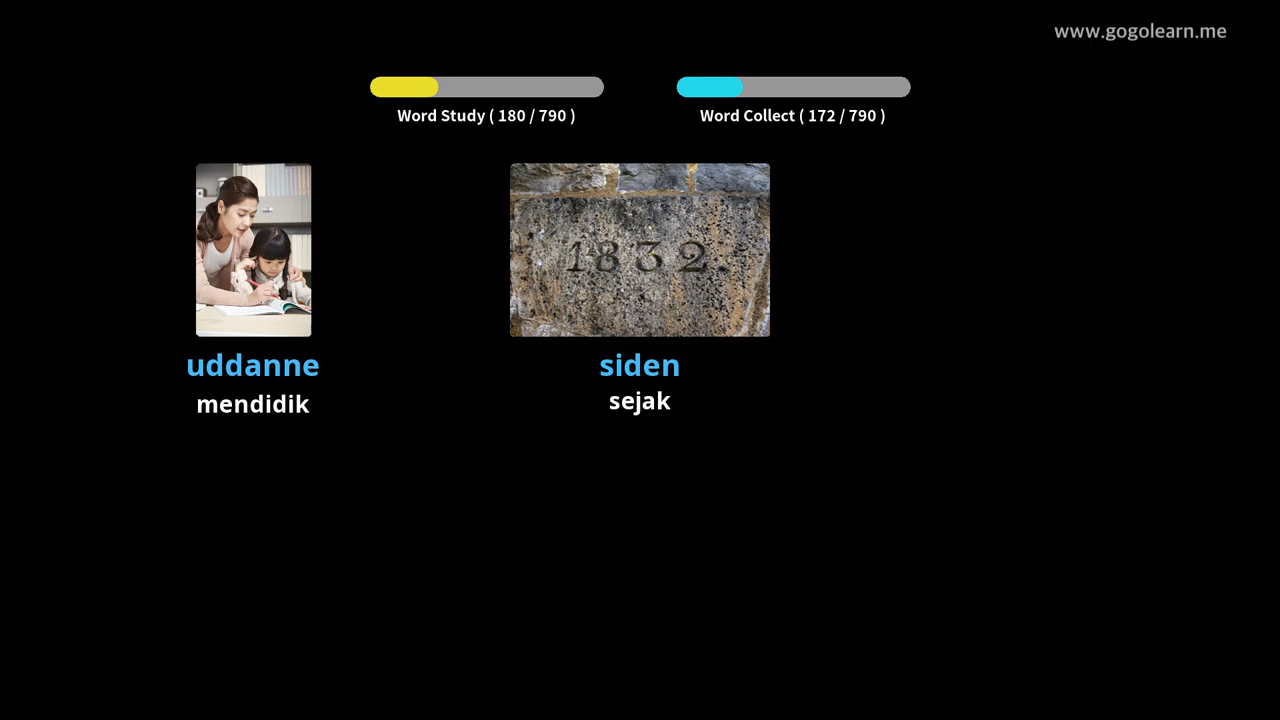 www.gogolearn.me
Word Study ( 180 / 790 )
Word Collect ( 172 / 790 )
1832.
uddanne
mendidik
siden
sejak